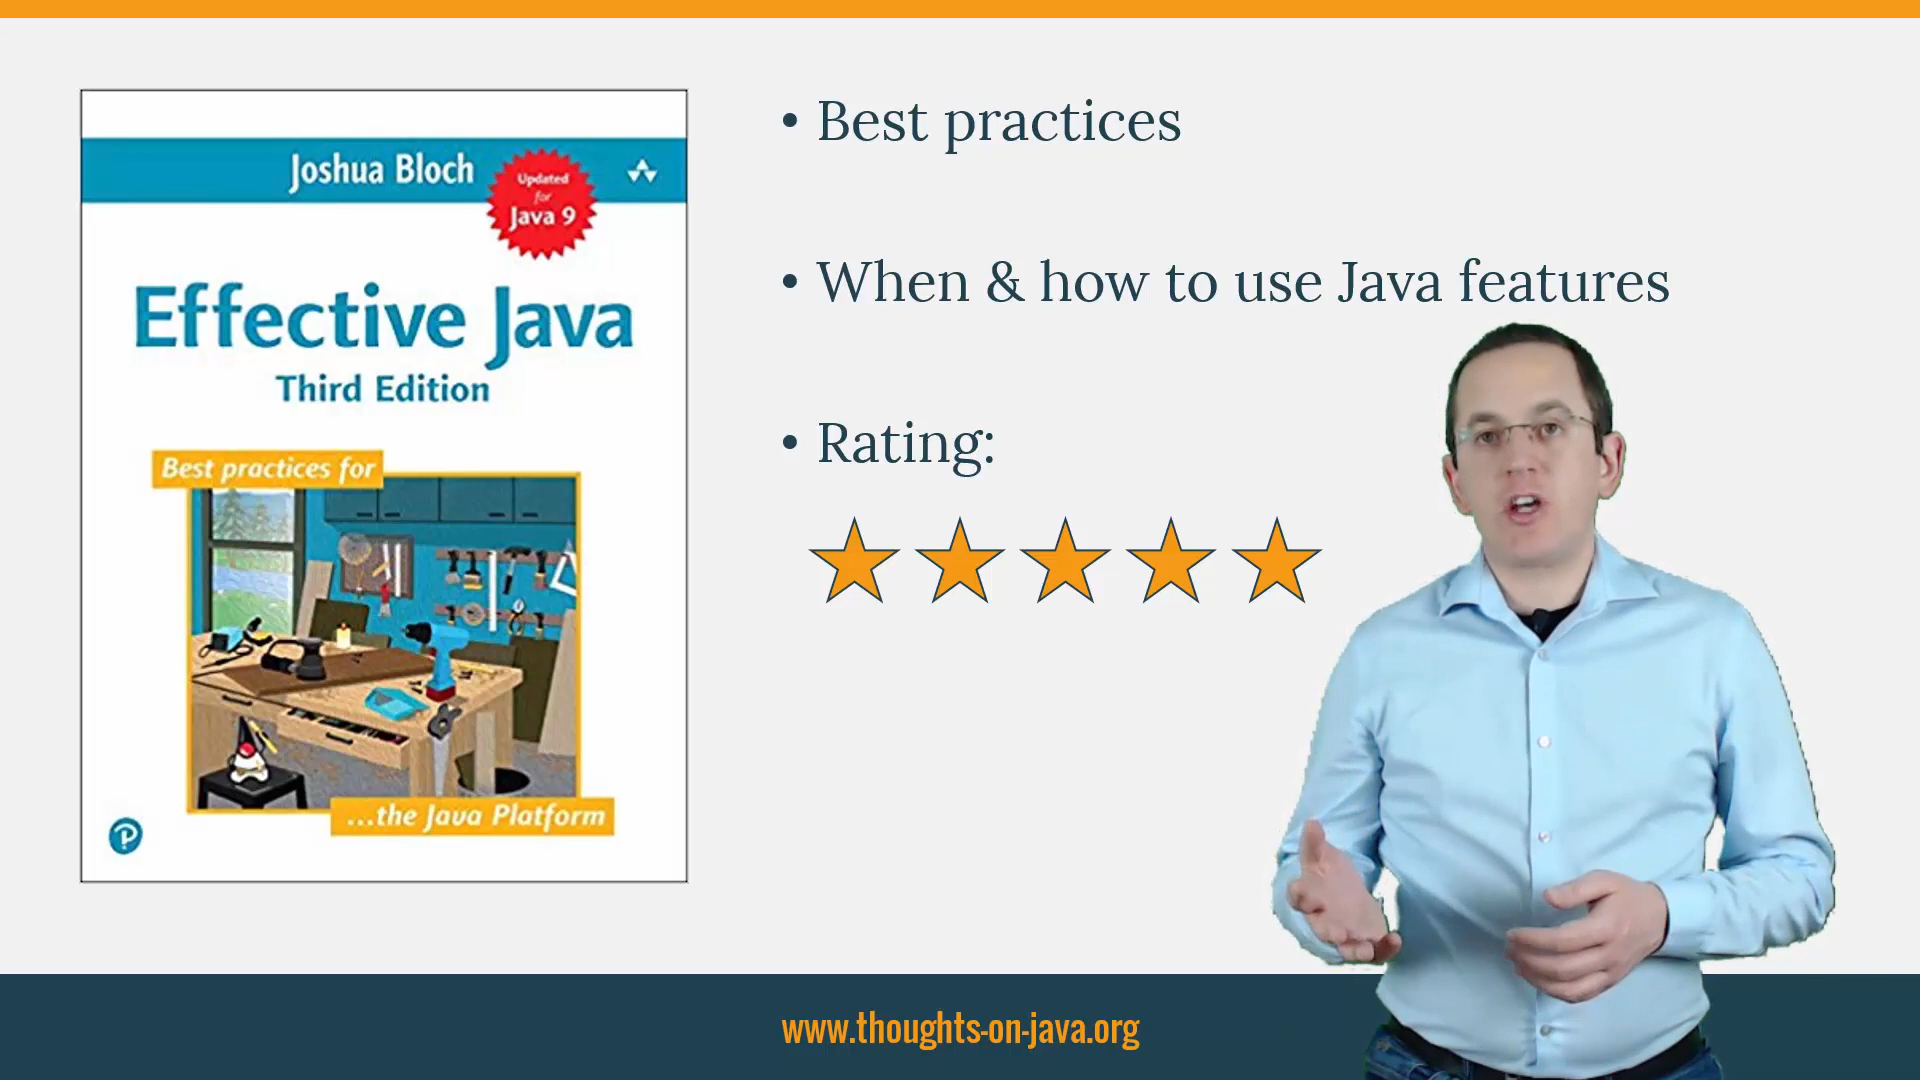 Joshua Bloch
Updated
for
Java 9
Effective Java
Third Edition
Best practices for
...the Java Platform
• Best practices
• When & how to use Java features
• Rating:
www.thoughts-on-java.org